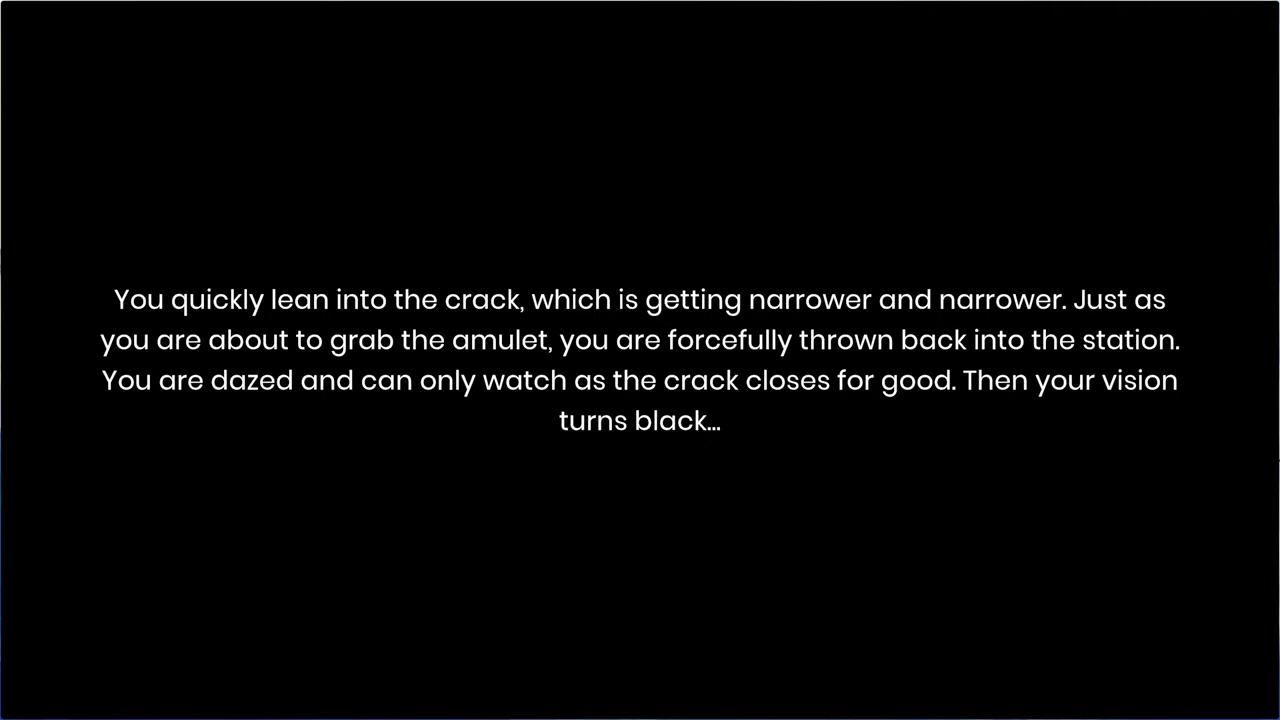 You quickly lean into the crack, which is getting narrower and narrower. Just as
you are about to grab the amulet, you are forcefully thrown back into the station.
You are dazed and can only watch as the crack closes for good. Then your vision
turns black...